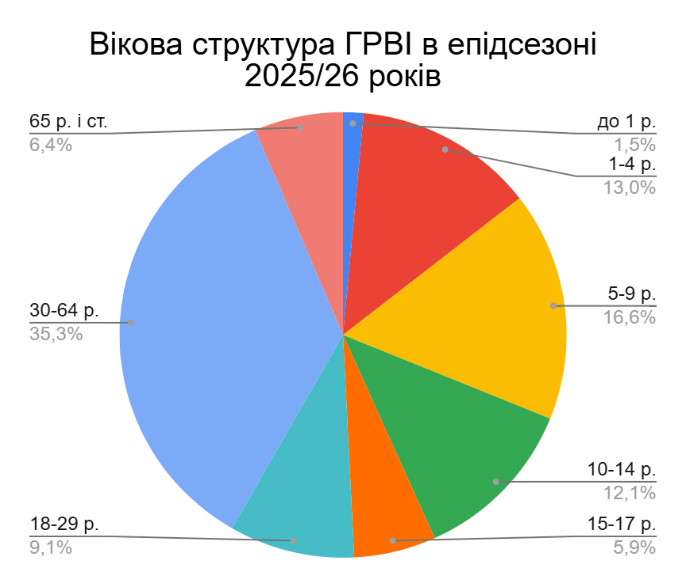 Вікова структура ГРВІ в епідсезоні
2025/26 років
65 р. і ст.
6,4%
до 1 р.
1,5%
1-4 р.
13,0%
5-9 р.
16,6%
30-64 р.
35,3%
10-14 р.
12,1%
18-29 р.
9,1%
15-17 р.
5,9%